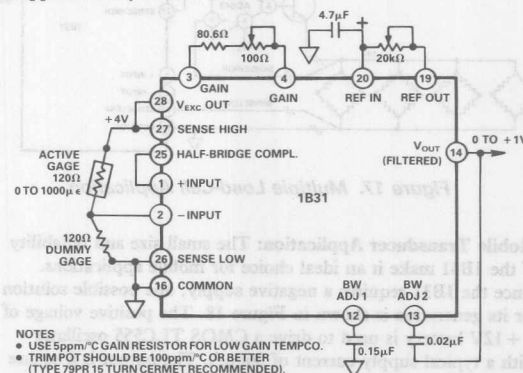 80.6Ω
100Ω
4.7µF
+
20kΩ
3
GAIN
4
GAIN
20
REF IN
19
REF OUT
28
VEXC OUT
+4V
27
SENSE HIGH
25
HALF-BRIDGE COMPL.
ACTIVE
GAGE
120Ω
0 TO 1000µ ε
1
+INPUT
2
−INPUT
1B31
VOUT
(FILTERED)
14
0 TO +1V
120Ω
DUMMY
GAGE
26
SENSE LOW
16
COMMON
BW
ADJ 1
BW
ADJ 2
12
13
0.15µF
0.02µF
NOTES
• USE 5ppm/°C GAIN RESISTOR FOR LOW GAIN TEMPCO.
• TRIM POT SHOULD BE 100ppm/°C OR BETTER
(TYPE 79PR 15 TURN CERMET RECOMMENDED).